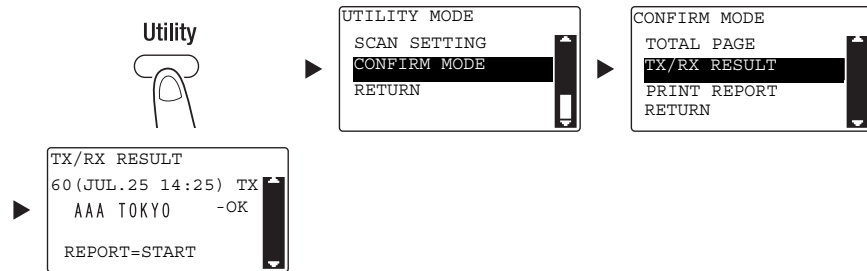 Utility
UTILITY MODE
SCAN SETTING
CONFIRM MODE
RETURN
CONFIRM MODE
TOTAL PAGE
TX/RX RESULT
PRINT REPORT
RETURN
TX/RX RESULT
60(JUL.25 14:25) TX
AAA TOKYO -OK
REPORT=START